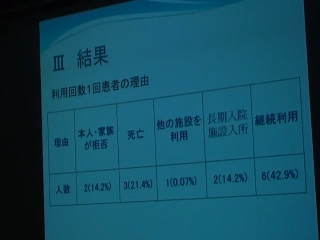 Ⅲ 結果
利用回数1回患者の理由
理由 本人・家族が拒否 死亡 他の施設を利用 長期入院施設入所 継続利用
人数 2(14.2%) 3(21.4%) 1(0.07%) 2(14.2%) 6(42.9%)